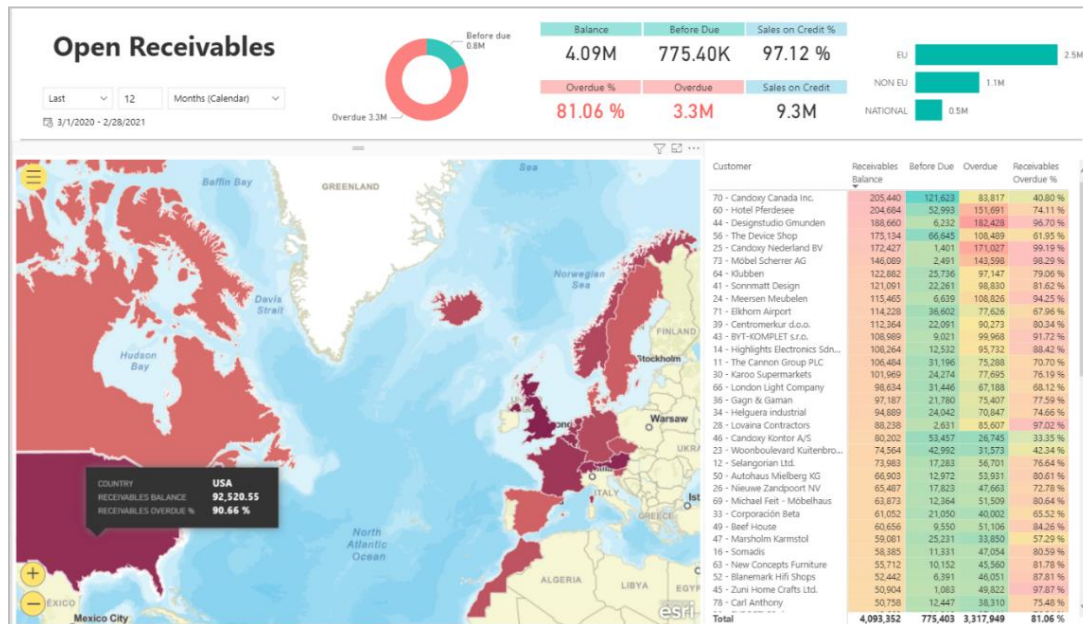 Open Receivables
Last 12 Months (Calendar)
3/1/2020 - 2/28/2021
Before due
0.8M
Overdue 3.3M
Balance Before Due Sales on Credit %
4.09M 775.40K 97.12 %
Overdue % Overdue Sales on Credit
81.06 % 3.3M 9.3M
EU 2.5M
NON EU 1.1M
NATIONAL 0.5M
Baffin Bay
GREENLAND
Sea
Davis
Strait
Norwegian
Sea
FINLAND
Stockholm
Hudson
Bay
Warsaw
UKRA
COUNTRY USA
RECEIVABLES BALANCE 92,520.55
RECEIVABLES OVERDUE % 90.66 %
ITALY
Ist
GREECE
North
Atlantic
Ocean
ALGERIA
LIBYA
EGYP
MÉXICO
Mexico City
esri
Customer Receivables Balance Before Due Overdue Receivables Overdue %
70 - Candoxy Canada Inc. 205,440 121,623 83,817 40.80 %
60 - Hotel Pferdesee 204,684 52,993 151,691 74.11 %
44 - Designstudio Gmunden 188,660 6,232 182,428 96.70 %
56 - The Device Shop 175,134 66,645 108,489 61.95 %
25 - Candoxy Nederland BV 172,427 1,401 171,027 99.19 %
73 - Möbel Scherrer AG 146,089 2,491 143,598 98.29 %
64 - Klubben 122,882 25,736 97,147 79.06 %
41 - Sonnmatt Design 121,091 22,261 98,830 81.62 %
24 - Meersen Meubelen 115,465 6,639 108,826 94.25 %
71 - Elkhorn Airport 114,228 36,602 77,626 67.96 %
39 - Centromerkur d.o.o. 112,364 22,091 90,273 80.34 %
43 - BYT-KOMPLET s.r.o. 108,989 9,021 99,968 91.72 %
14 - Highlights Electronics Sdn... 108,264 12,532 95,732 88.42 %
11 - The Cannon Group PLC 106,484 31,196 75,288 70.70 %
30 - Karoo Supermarkets 101,969 24,274 77,695 76.19 %
66 - London Light Company 98,634 31,446 67,188 68.12 %
36 - Gagn & Gaman 97,187 21,780 75,407 77.59 %
34 - Helguera industrial 94,889 24,042 70,847 74.66 %
28 - Lovaina Contractors 88,238 2,631 85,607 97.02 %
46 - Candoxy Kontor A/S 80,202 53,457 26,745 33.35 %
23 - Woonboulevard Kuitenbro... 74,564 42,992 31,573 42.34 %
12 - Selangorian Ltd. 73,983 17,283 56,701 76.64 %
50 - Autohaus Mielberg KG 66,903 12,972 53,931 80.61 %
26 - Nieuwe Zandpoort NV 65,487 17,823 47,663 72.78 %
69 - Michael Feit - Möbelhaus 63,873 12,364 51,509 80.64 %
33 - Corporación Beta 61,052 21,050 40,002 65.52 %
49 - Beef House 60,656 9,550 51,106 84.26 %
47 - Marsholm Karmstol 59,081 25,231 33,850 57.29 %
16 - Somadis 58,385 11,331 47,054 80.59 %
63 - New Concepts Furniture 55,712 10,152 45,560 81.78 %
52 - Blanemark Hifi Shops 52,442 6,391 46,051 87.81 %
45 - Zuni Home Crafts Ltd. 50,904 1,083 49,822 97.87 %
78 - Carl Anthony 50,758 12,447 38,310 75.48 %
Total 4,093,352 775,403 3,317,949 81.06 %